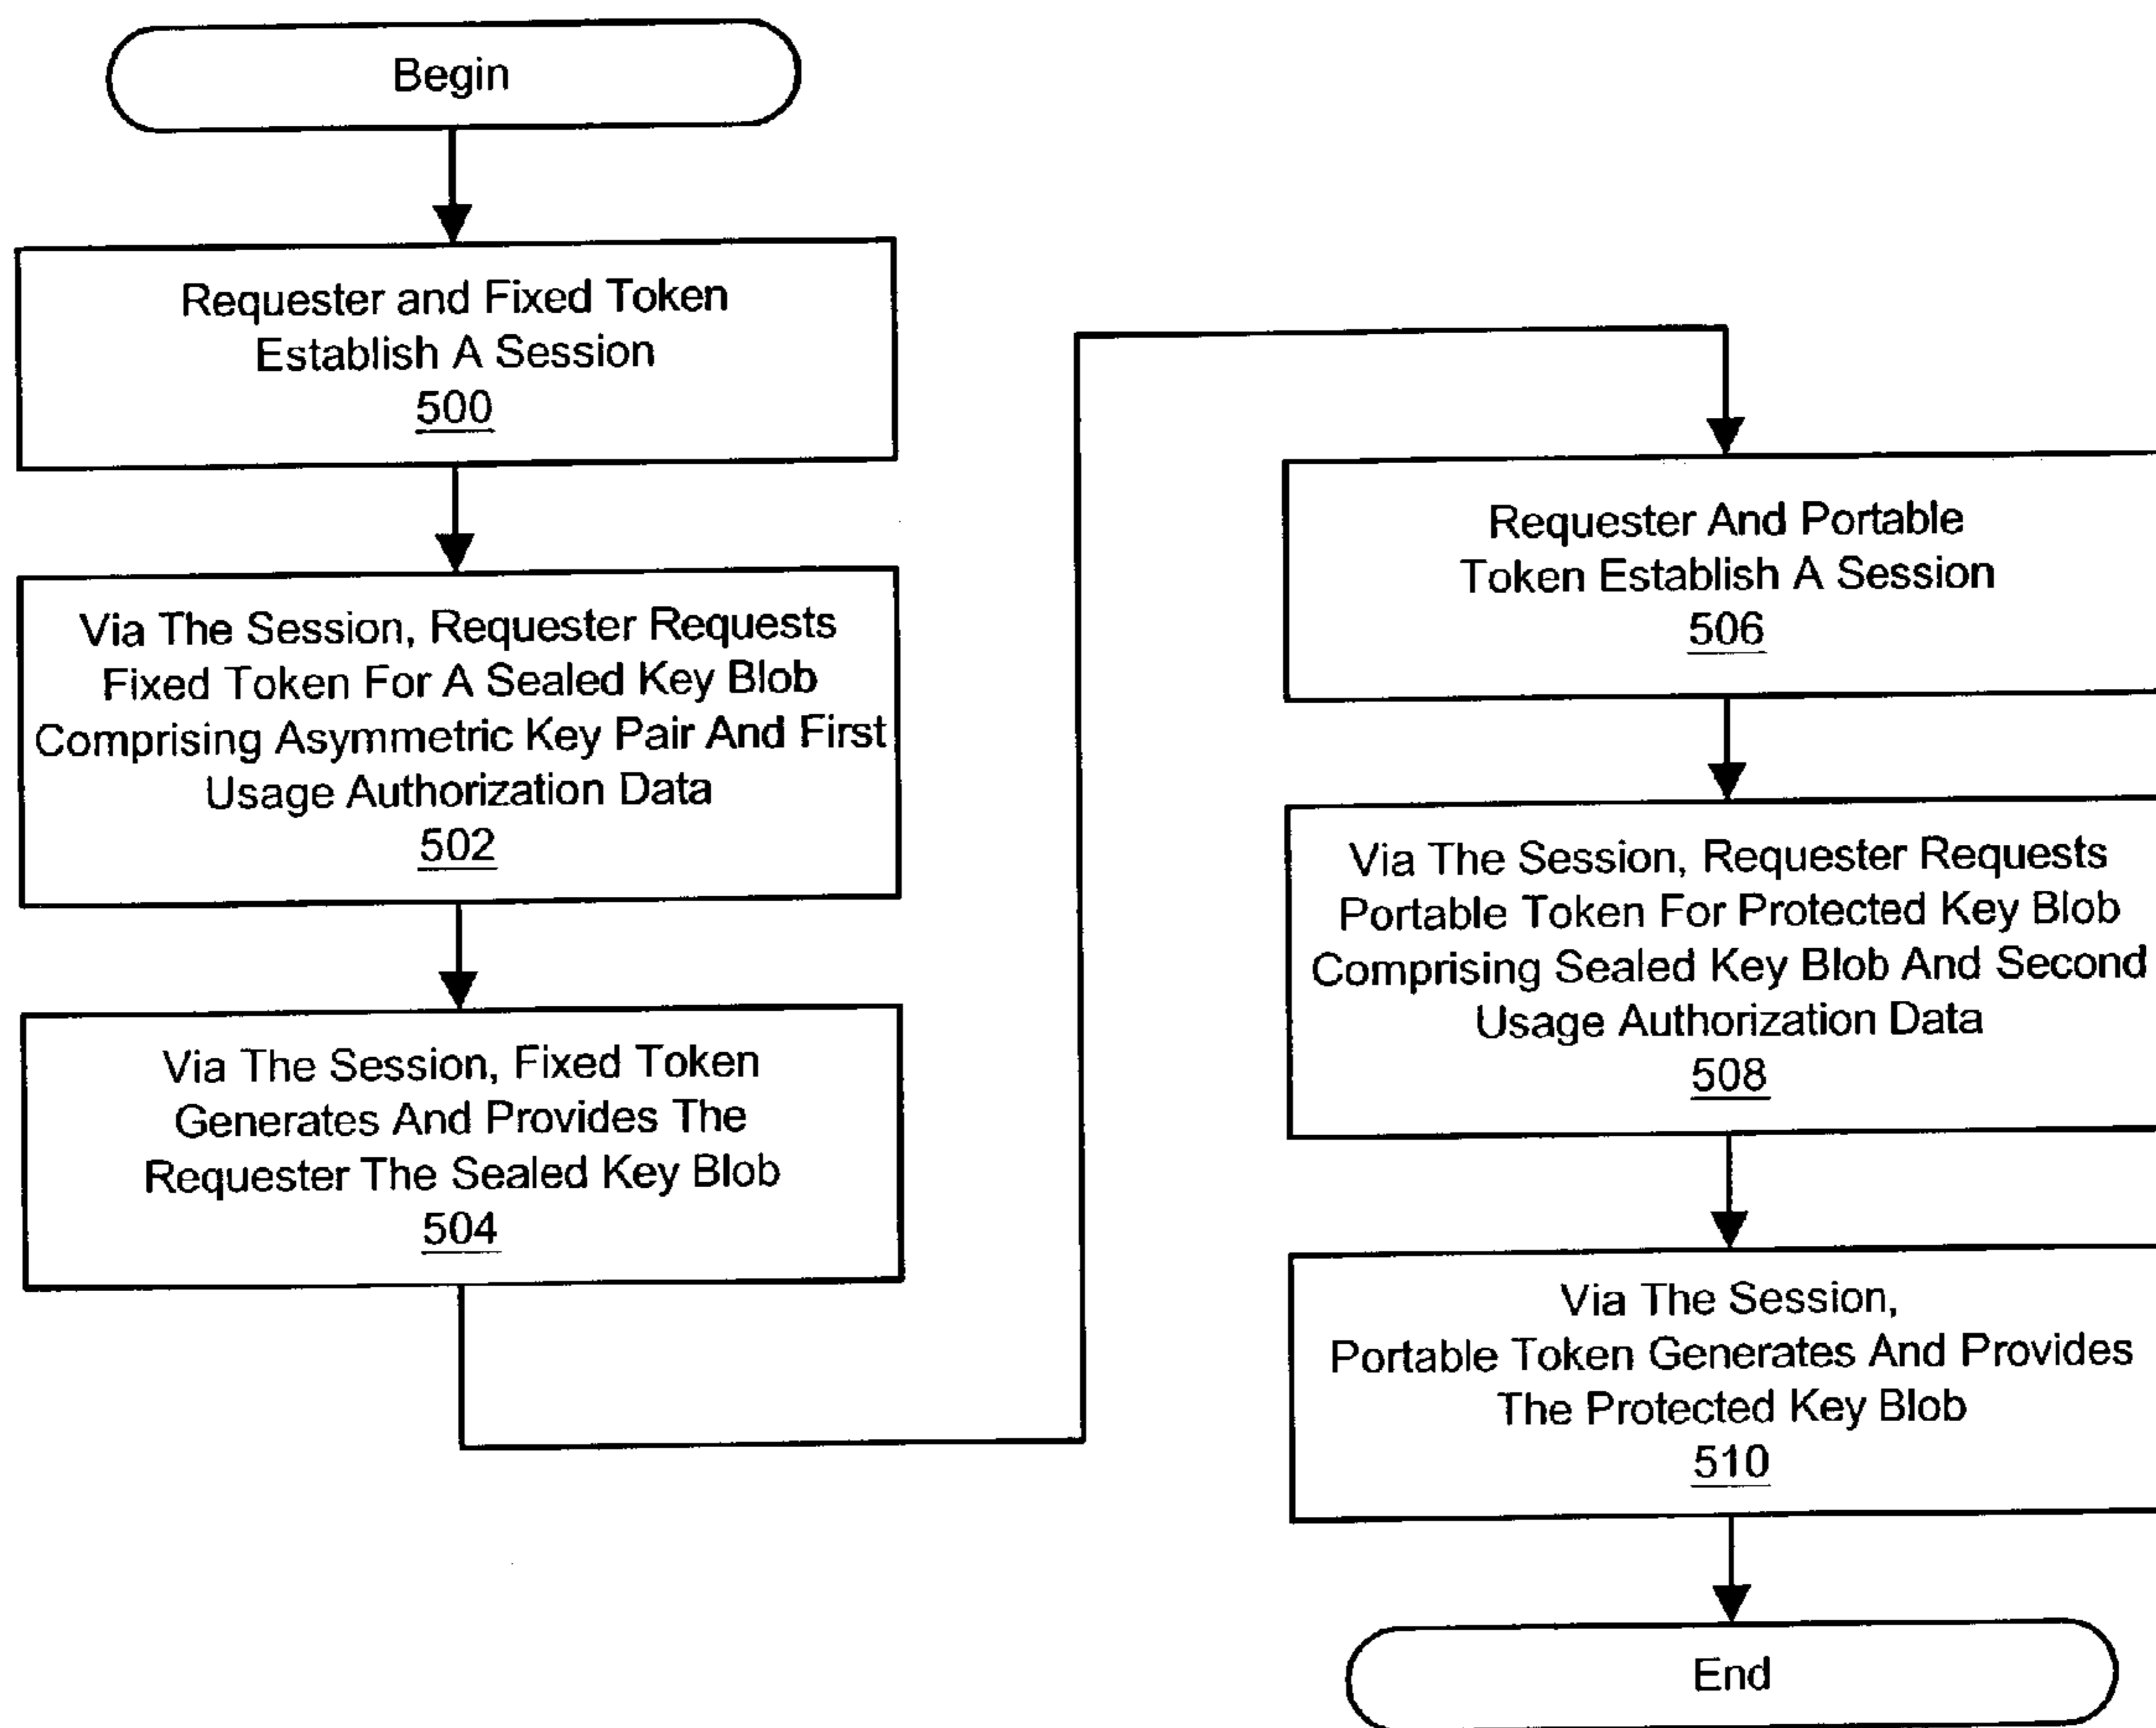 Begin
Requester and Fixed Token
Establish A Session
500
Via The Session, Requester Requests
Fixed Token For A Sealed Key Blob
Comprising Asymmetric Key Pair And First
Usage Authorization Data
502
Via The Session, Fixed Token
Generates And Provides The
Requester The Sealed Key Blob
504
Requester And Portable
Token Establish A Session
506
Via The Session, Requester Requests
Portable Token For Protected Key Blob
Comprising Sealed Key Blob And Second
Usage Authorization Data
508
Via The Session,
Portable Token Generates And Provides
The Protected Key Blob
510
End